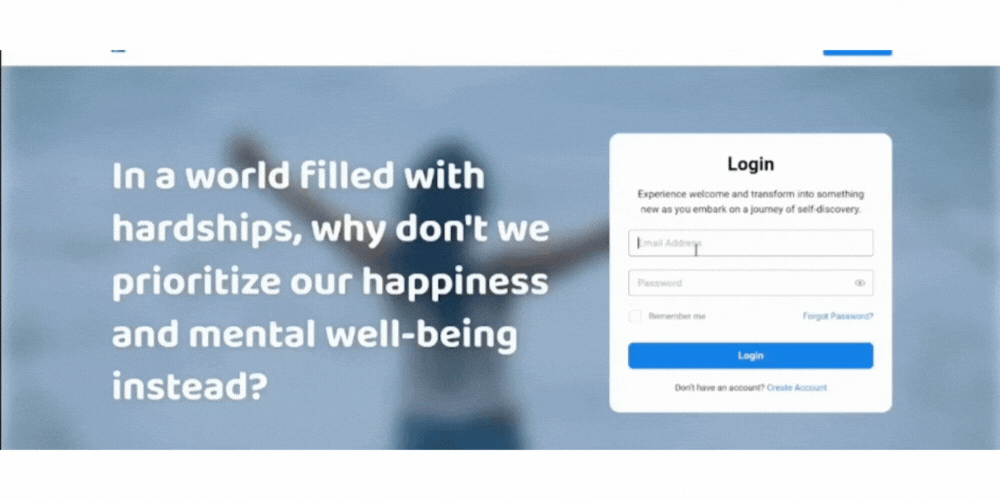 In a world filled with
hardships, why don't we
prioritize our happiness
and mental well-being
instead?
Login
Experience welcome and transform into something
new as you embark on a journey of self-discovery.
Email Address
Password
Remember me
Forgot Password?
Login
Don't have an account? Create Account